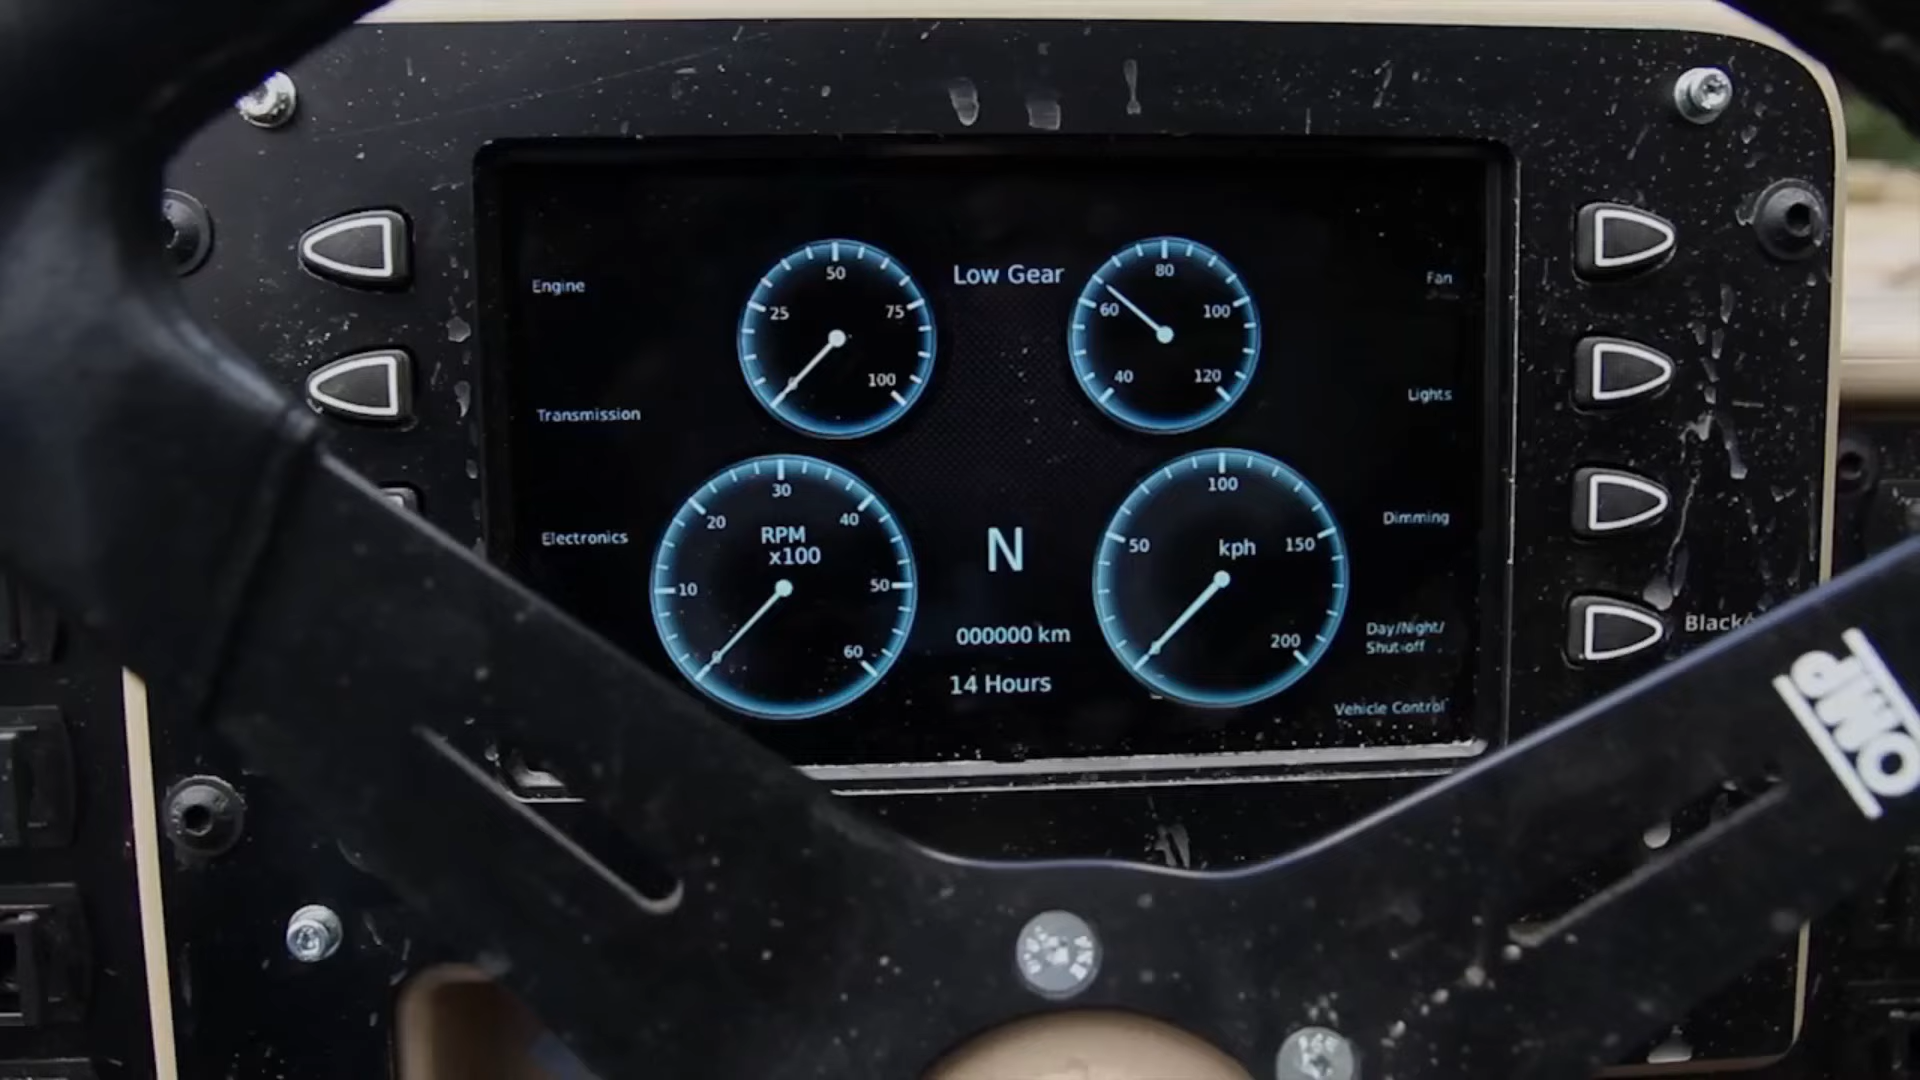 Engine
Transmission
Electronics
25
50
75
100
Low Gear
40
60
80
100
120
Fan
Lights
Dimming
Day/Night/
Shut-off
Vehicle Control
10
20
30
40
50
60
RPM
x100
N
000000 km
14 Hours
50
100
150
200
kph
OMP